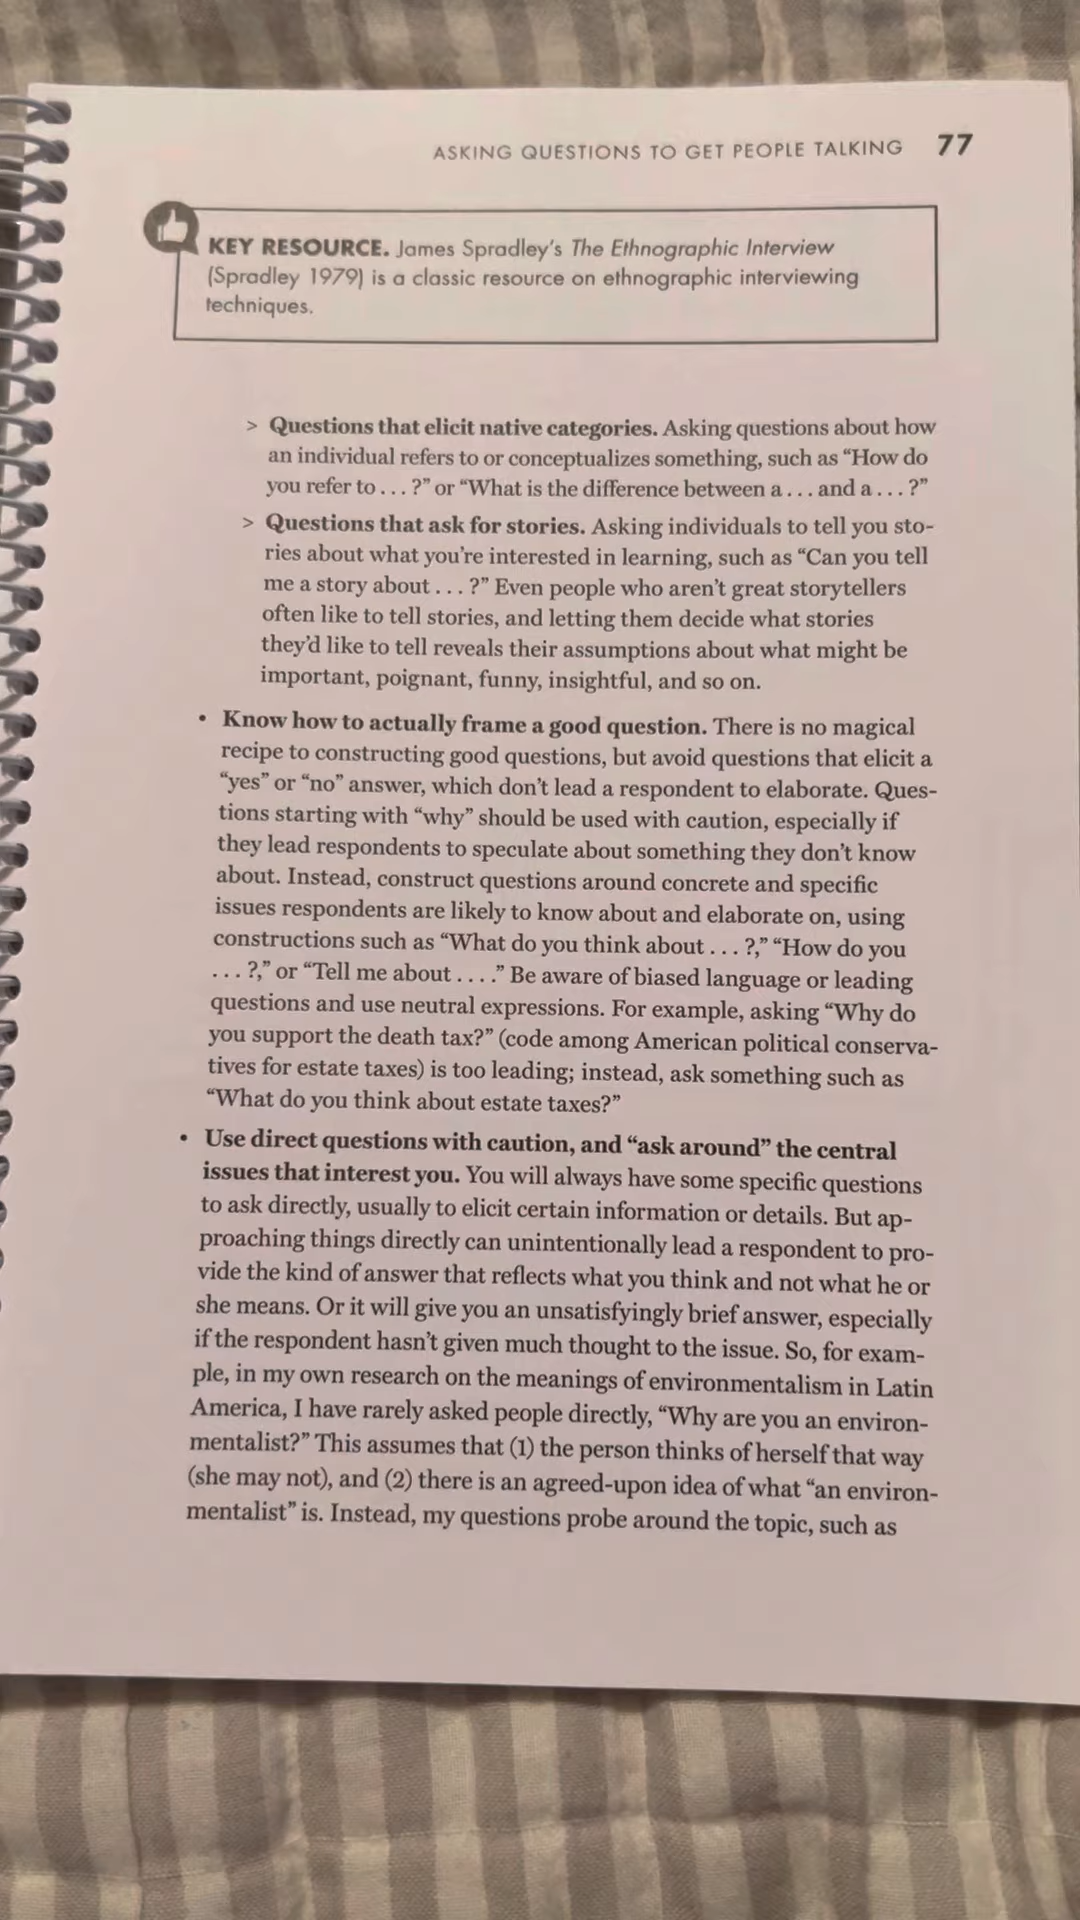 ASKING QUESTIONS TO GET PEOPLE TALKING 77
KEY RESOURCE. James Spradley's The Ethnographic Interview
(Spradley 1979) is a classic resource on ethnographic interviewing
techniques.
> Questions that elicit native categories. Asking questions about how
an individual refers to or conceptualizes something, such as “How do
you refer to . . . ?” or “What is the difference between a . . . and a . . . ?”
> Questions that ask for stories. Asking individuals to tell you sto-
ries about what you're interested in learning, such as “Can you tell
me a story about . . . ?” Even people who aren't great storytellers
often like to tell stories, and letting them decide what stories
they'd like to tell reveals their assumptions about what might be
important, poignant, funny, insightful, and so on.
• Know how to actually frame a good question. There is no magical
recipe to constructing good questions, but avoid questions that elicit a
“yes” or “no” answer, which don't lead a respondent to elaborate. Ques-
tions starting with “why” should be used with caution, especially if
they lead respondents to speculate about something they don't know
about. Instead, construct questions around concrete and specific
issues respondents are likely to know about and elaborate on, using
constructions such as “What do you think about . . . ?,” “How do you
. . . ?,” or “Tell me about . . . .” Be aware of biased language or leading
questions and use neutral expressions. For example, asking “Why do
you support the death tax?” (code among American political conserva-
tives for estate taxes) is too leading; instead, ask something such as
“What do you think about estate taxes?”
• Use direct questions with caution, and “ask around” the central
issues that interest you. You will always have some specific questions
to ask directly, usually to elicit certain information or details. But ap-
proaching things directly can unintentionally lead a respondent to pro-
vide the kind of answer that reflects what you think and not what he or
she means. Or it will give you an unsatisfyingly brief answer, especially
if the respondent hasn't given much thought to the issue. So, for exam-
ple, in my own research on the meanings of environmentalism in Latin
America, I have rarely asked people directly, “Why are you an environ-
mentalist?” This assumes that (1) the person thinks of herself that way
(she may not), and (2) there is an agreed-upon idea of what “an environ-
mentalist” is. Instead, my questions probe around the topic, such as